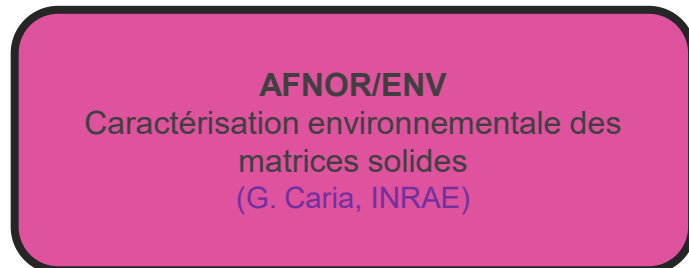 AFNOR/ENV
Caractérisation environnementale des
matrices solides
(G. Caria, INRAE)